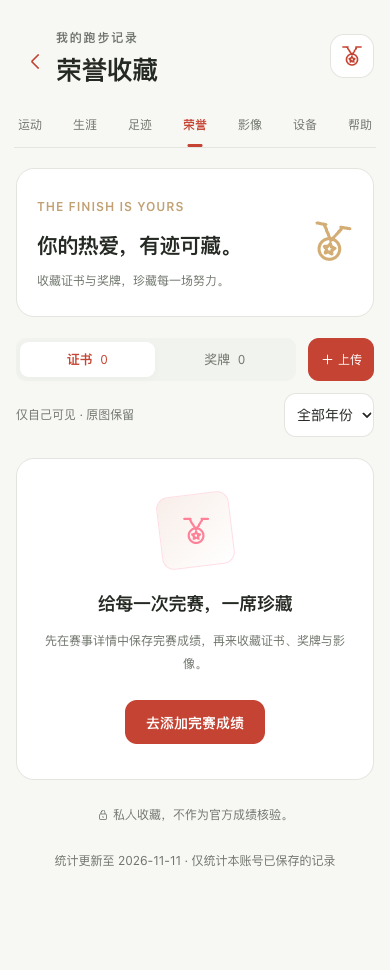 我的跑步记录
荣誉收藏
运动 生涯 足迹 荣誉 影像 设备 帮助
THE FINISH IS YOURS
你的热爱，有迹可藏。
收藏证书与奖牌，珍藏每一场努力。
证书 0 奖牌 0 ＋ 上传
仅自己可见 · 原图保留 全部年份
给每一次完赛，一席珍藏
先在赛事详情中保存完赛成绩，再来收藏证书、奖牌与影
像。
去添加完赛成绩
私人收藏，不作为官方成绩核验。
统计更新至 2026-11-11 · 仅统计本账号已保存的记录